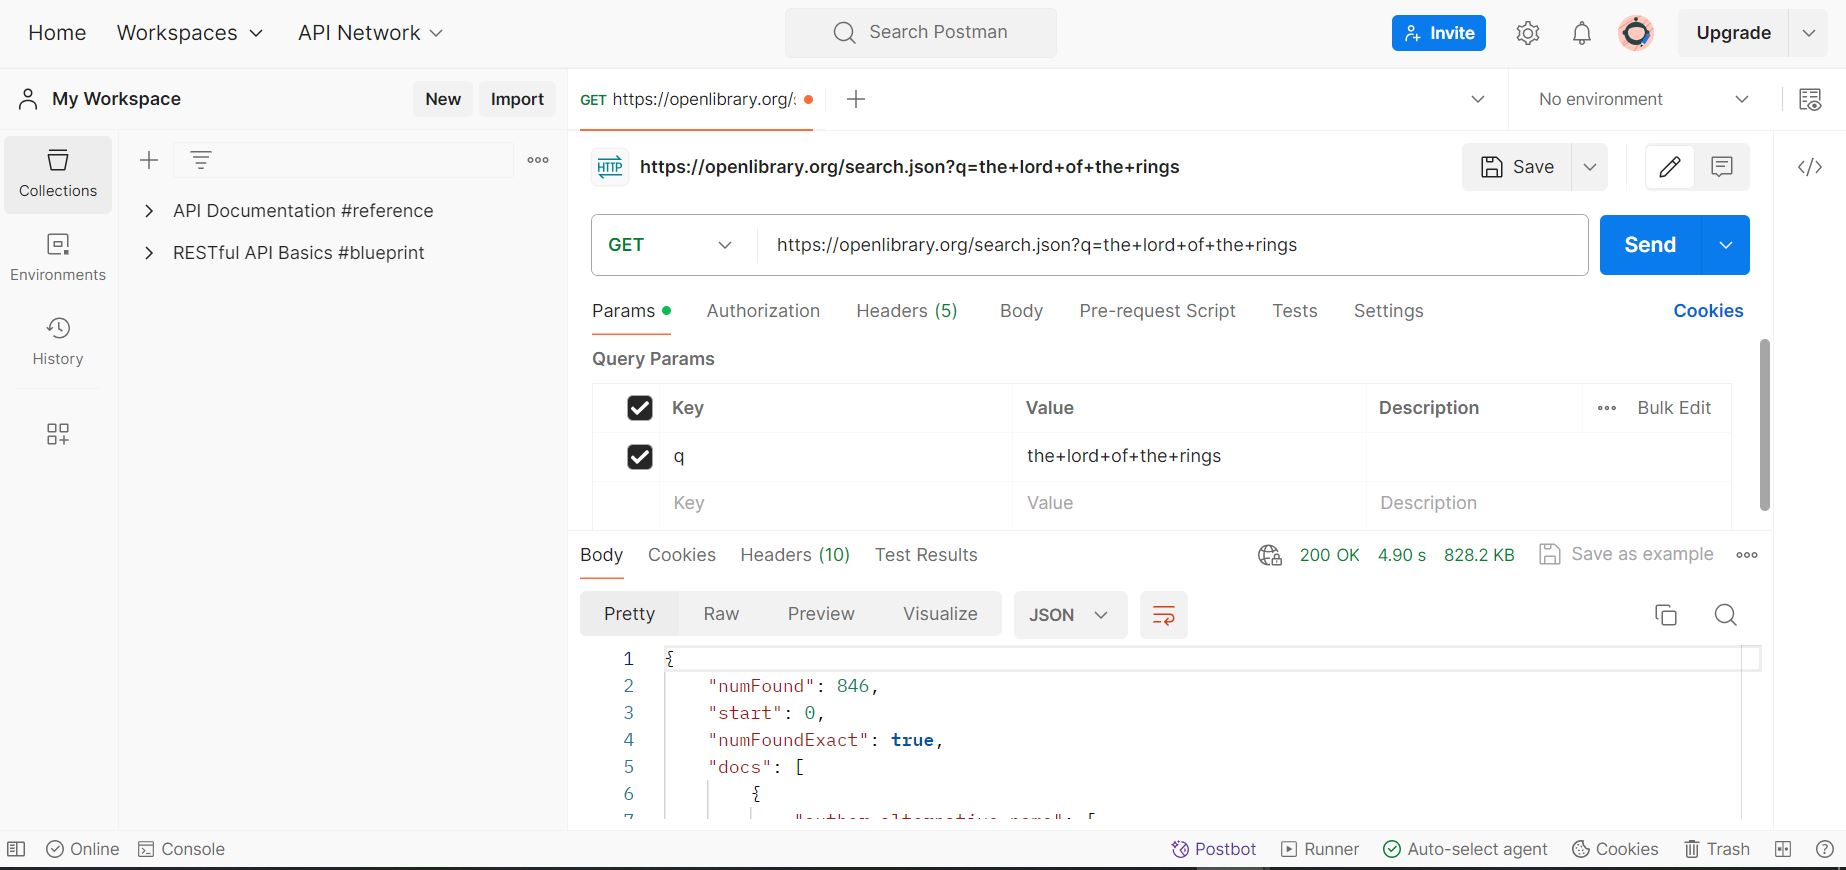 Home Workspaces API Network Search Postman Invite Upgrade
My Workspace New Import GET https://openlibrary.org/ No environment
Collections
Environments
History
API Documentation #reference
RESTful API Basics #blueprint
HTTP https://openlibrary.org/search.json?q=the+lord+of+the+rings Save </>
GET https://openlibrary.org/search.json?q=the+lord+of+the+rings Send
Params Authorization Headers (5) Body Pre-request Script Tests Settings Cookies
Query Params
Key Value Description Bulk Edit
q the+lord+of+the+rings
Key Value Description
Body Cookies Headers (10) Test Results 200 OK 4.90 s 828.2 KB Save as example
Pretty Raw Preview Visualize JSON
1 {
2 "numFound": 846,
3 "start": 0,
4 "numFoundExact": true,
5 "docs": [
6 {
7 "author_alternative_name": [
Online Console Postbot Runner Auto-select agent Cookies Trash